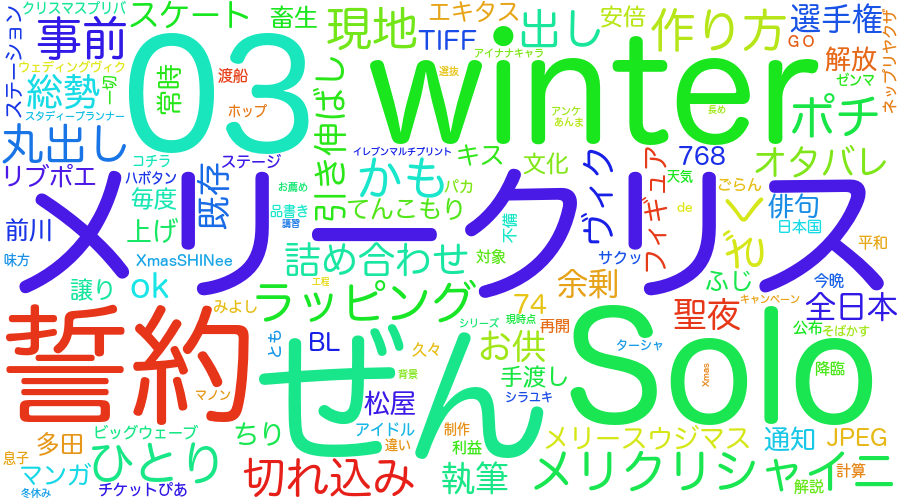 クリスマスプリパ
スケート
畜生
エキタス
安倍
選手権
ステーション
事前
03
現地
TIFF
出し
作り方
GO
解放
ネップリヤクザ
ウェディングヴィク
総勢
一切
常時
渡船
ホップ
winter
アイナナキャラ
選抜
ゼンマ
スタディープランナー
アンケ
あんま
長め
ポチ
丸出し
引き伸ばし
イレブンマルチプリント
コチラ
ステージ
キス
文化
ヴィク
フィギュア
768
オタバレ
リブポエ
ハボタン
既存
お薦め
かも
パカ
天気
ごらん
毎度
品書き
講習
てんこもり
不備
de
ぞく
俳句
日本国
前川
上げ
メリークリス
味方
XmasSHINee
詰め合わせ
対象
サクッ
平和
譲り
ok
工程
余剰
ふじ
今晩
みよし
ラッピング
74
聖夜
キャンペーン
全日本
誓約
シリーズ
現時点
再開
公布
そばかす
とも
BL
ぜん
久々
お供
ターシャ
Solo
背景
手渡し
Xmas
降臨
マノン
松屋
シラユキ
ビッグウェーブ
ちり
アイドル
制作
多田
違い
利益
メリースウジマス
通知
JPEG
息子
マンガ
ひとり
切れ込み
執筆
メリクリシャイニ
計算
冬休み
チケットぴあ
解説